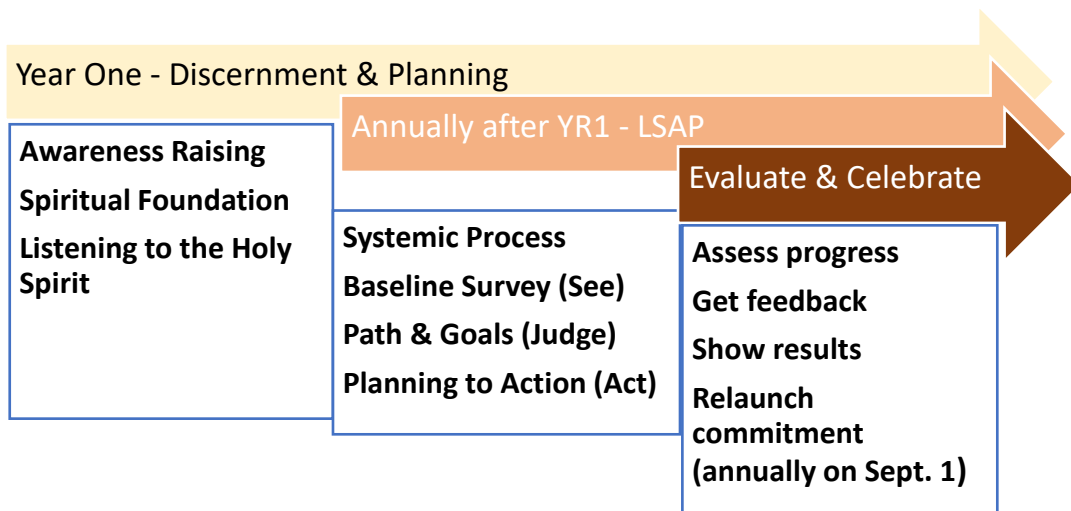 Year One - Discernment & Planning
Annually after YR1 - LSAP
Evaluate & Celebrate
Awareness Raising
Spiritual Foundation
Listening to the Holy
Spirit
Systemic Process
Baseline Survey (See)
Path & Goals (Judge)
Planning to Action (Act)
Assess progress
Get feedback
Show results
Relaunch
commitment
(annually on Sept. 1)